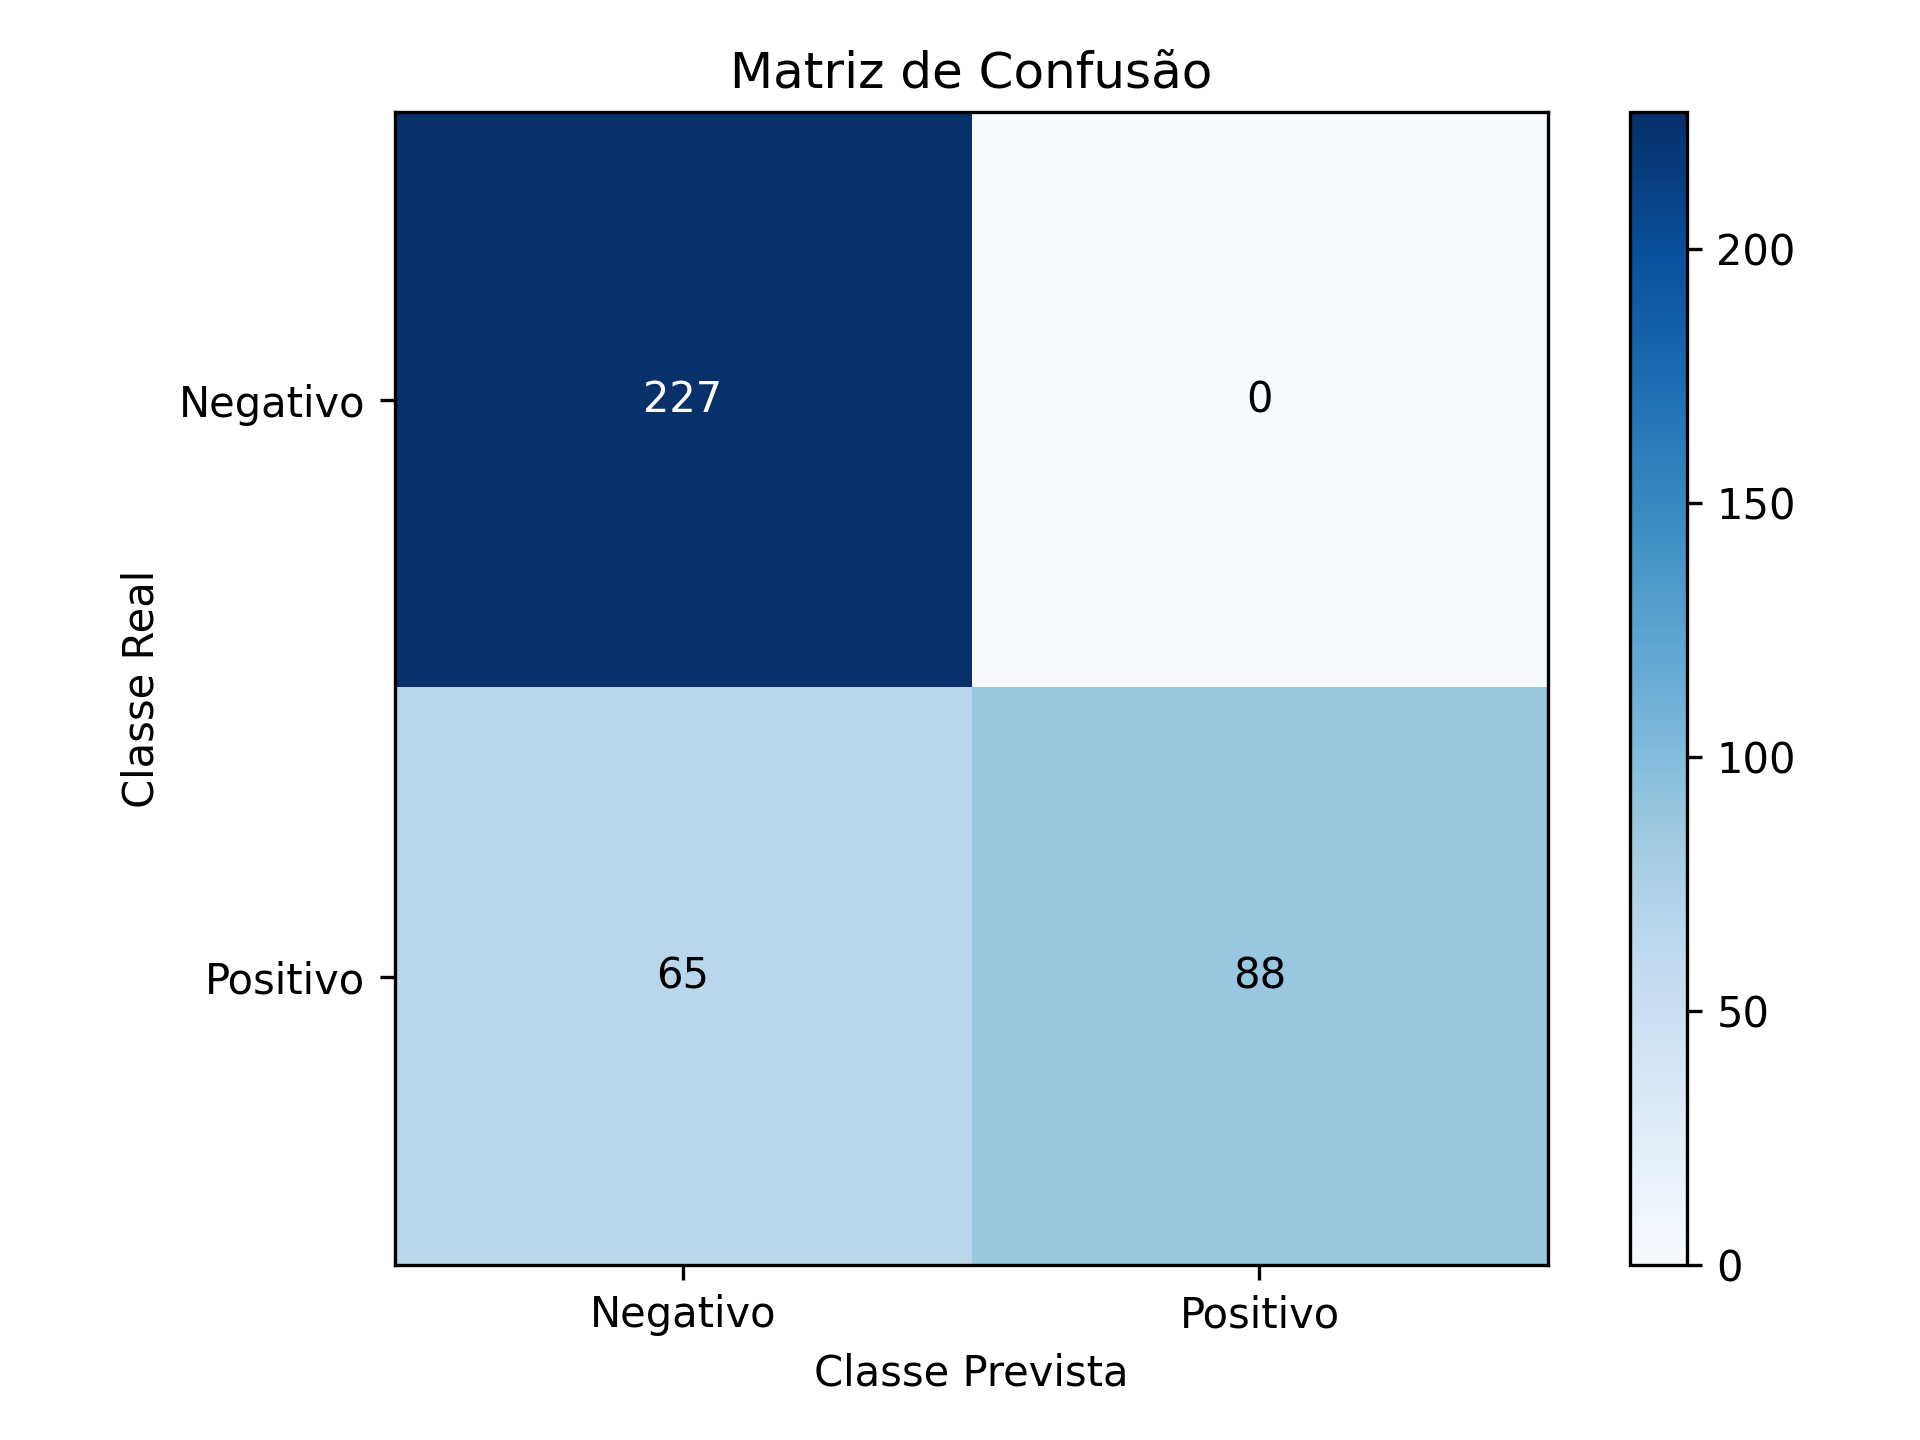 Matriz de Confusão
Classe Real
Negativo
227
0
Positivo
65
88
Negativo
Positivo
Classe Prevista
200
150
100
50
0